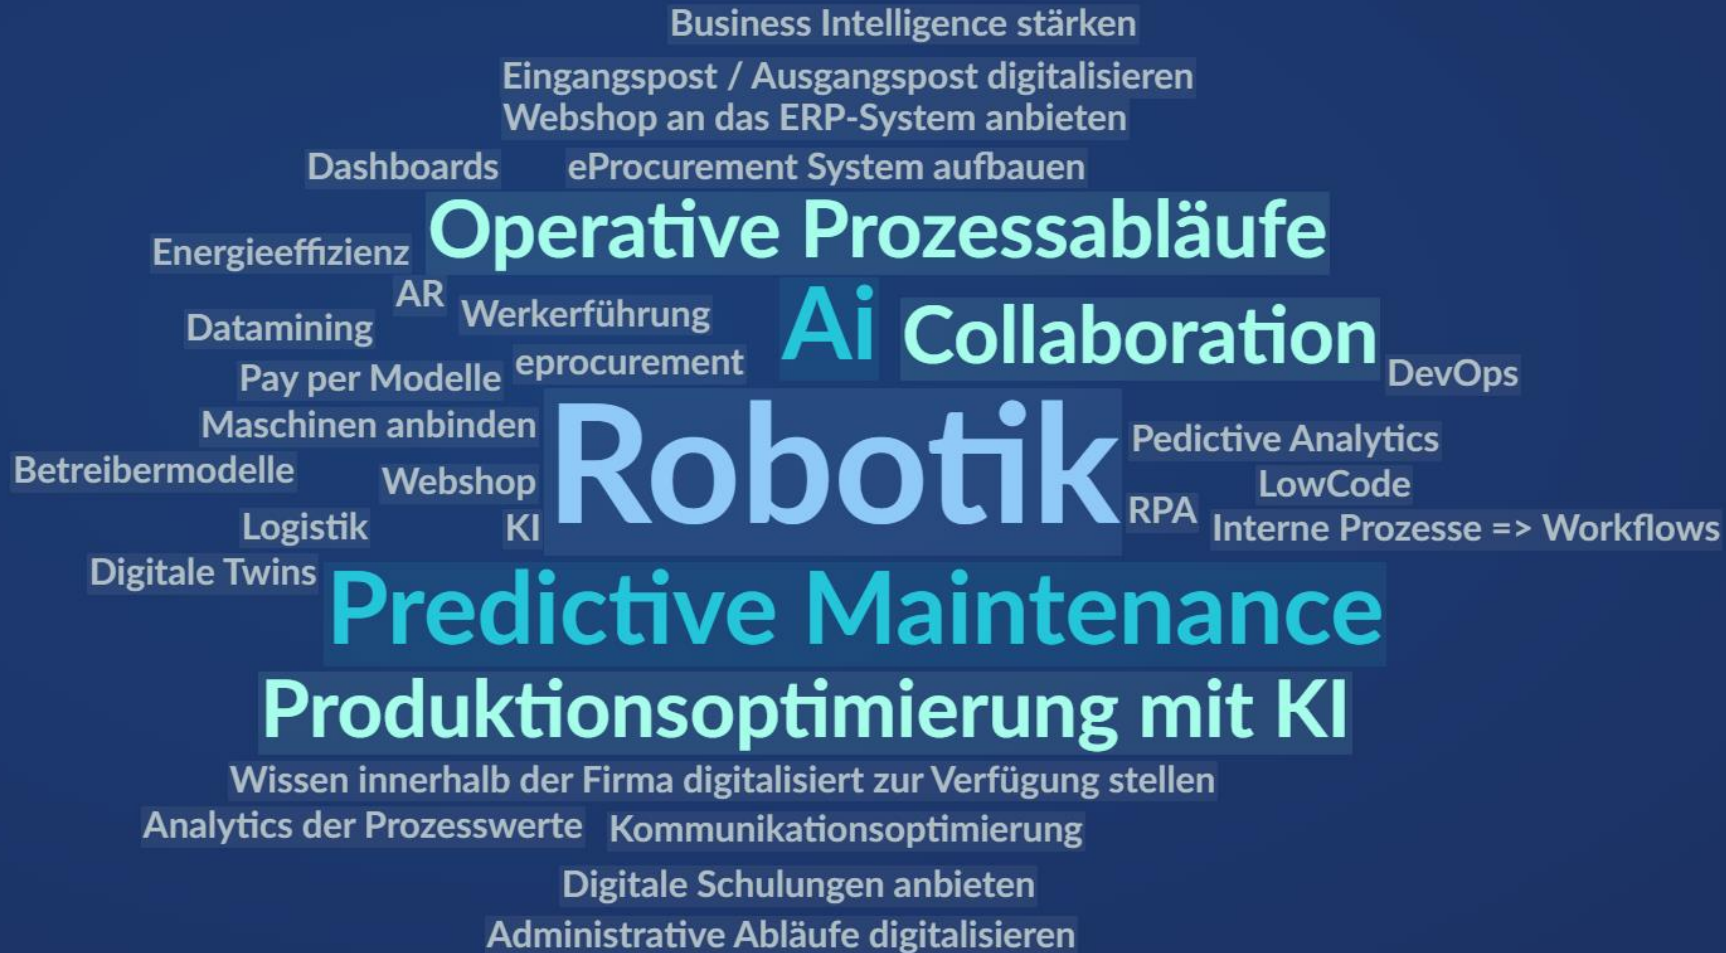 Business Intelligence stärken
Eingangspost / Ausgangspost digitalisieren
Webshop an das ERP-System anbieten
Dashboards
eProcurement System aufbauen
Operative Prozessabläufe
Energieeffizienz
AR
Werkerführung
Ai
Collaboration
Datamining
eprocurement
Pay per Modelle
DevOps
Maschinen anbinden
Robotik
Pedictive Analytics
Betreibermodelle
Webshop
LowCode
RPA
Logistik
KI
Interne Prozesse => Workflows
Digitale Twins
Predictive Maintenance
Produktionsoptimierung mit KI
Wissen innerhalb der Firma digitalisiert zur Verfügung stellen
Analytics der Prozesswerte
Kommunikationsoptimierung
Digitale Schulungen anbieten
Administrative Abläufe digitalisieren